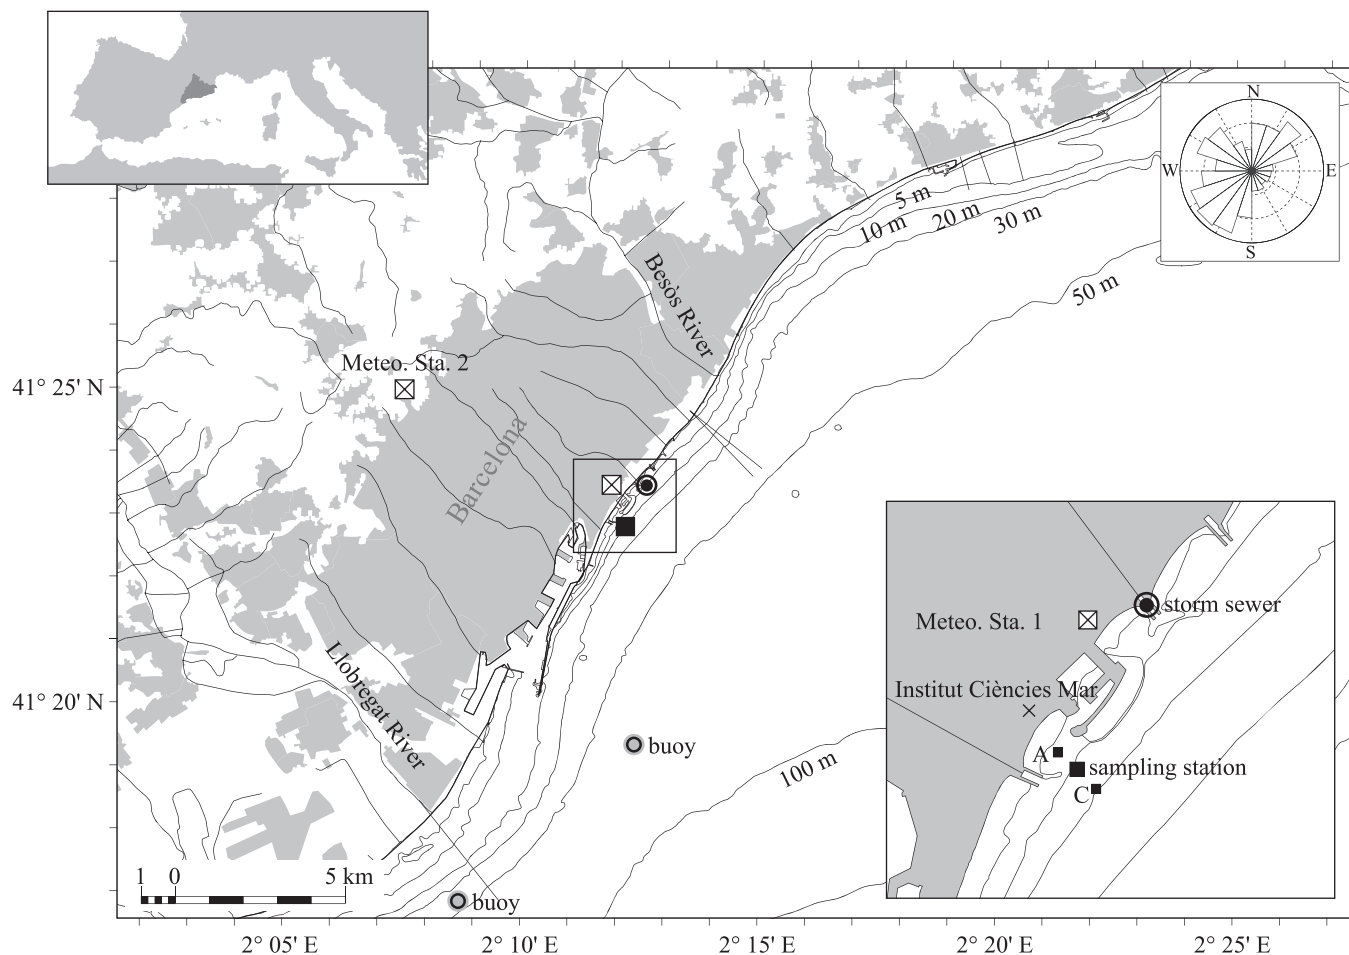 N
W
E
S
5 m
10 m
20 m
30 m
50 m
Besòs River
Meteo. Sta. 2
41° 25' N
Barcelona
Meteo. Sta. 1
storm sewer
Institut Ciències Mar
A
sampling station
C
Llobregat River
41° 20' N
buoy
100 m
1 0 5 km
buoy
2° 05' E 2° 10' E 2° 15' E 2° 20' E 2° 25' E